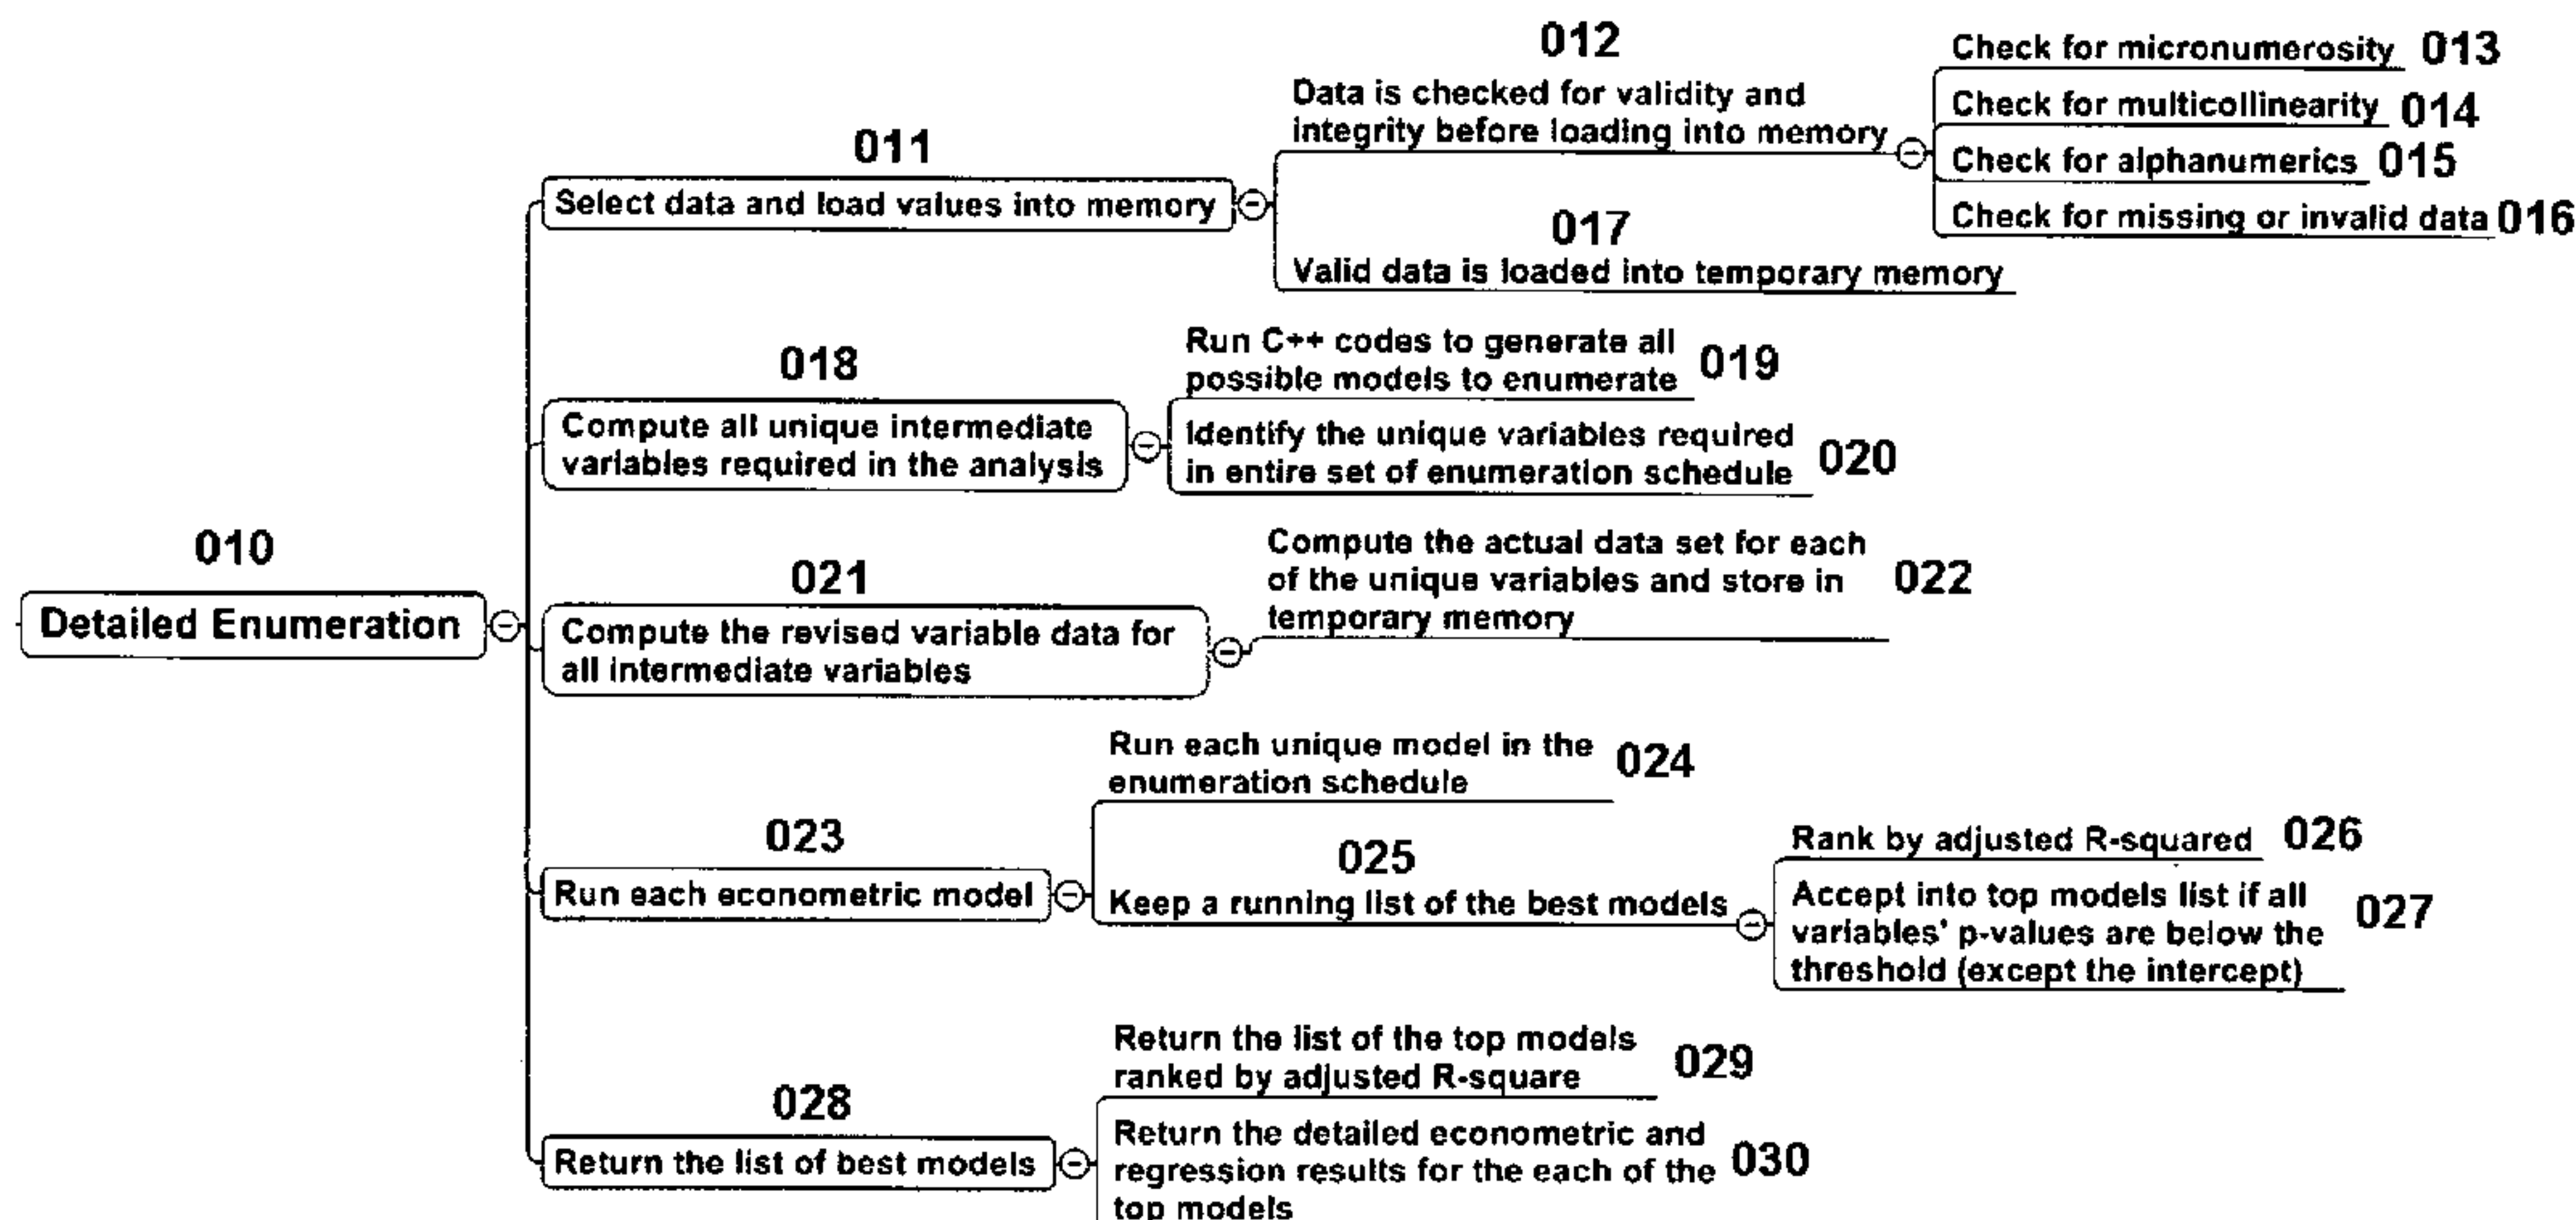 010
Detailed Enumeration
011
Select data and load values into memory
012
Data is checked for validity and
integrity before loading into memory
Check for micronumerosity 013
Check for multicollinearity 014
Check for alphanumerics 015
Check for missing or invalid data 016
017
Valid data is loaded into temporary memory
018
Compute all unique intermediate
variables required in the analysis
Run C++ codes to generate all
possible models to enumerate
019
Identify the unique variables required
in entire set of enumeration schedule
020
021
Compute the revised variable data for
all intermediate variables
Compute the actual data set for each
of the unique variables and store in
temporary memory
022
023
Run each econometric model
Run each unique model in the
enumeration schedule
024
025
Keep a running list of the best models
Rank by adjusted R-squared 026
Accept into top models list if all
variables' p-values are below the
threshold (except the intercept)
027
028
Return the list of best models
Return the list of the top models
ranked by adjusted R-square
029
Return the detailed econometric and
regression results for the each of the
top models
030